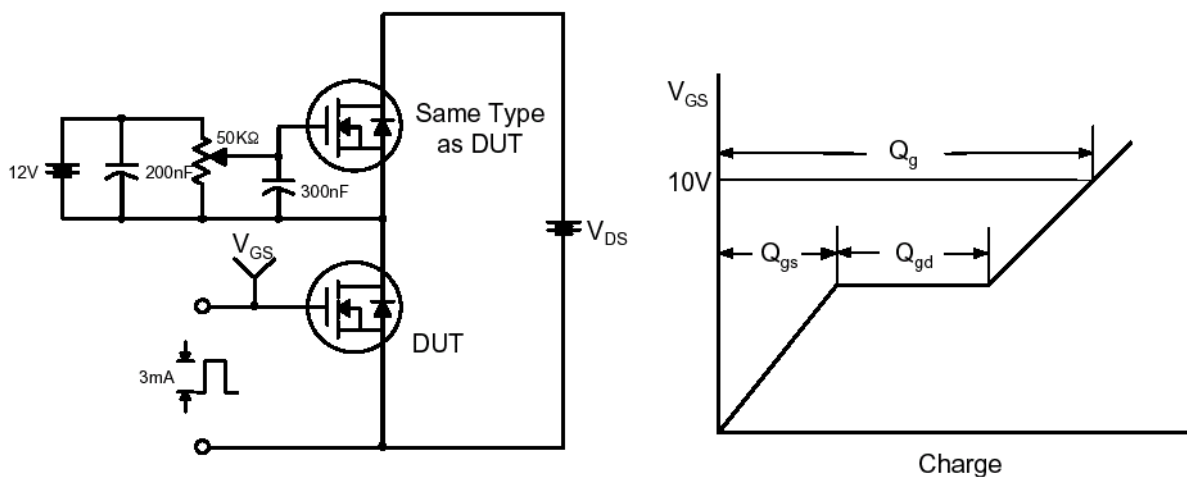 12V
200nF
50KΩ
300nF
Same Type
as DUT
VDS
VGS
DUT
3mA
VGS
10V
Qg
Qgs
Qgd
Charge